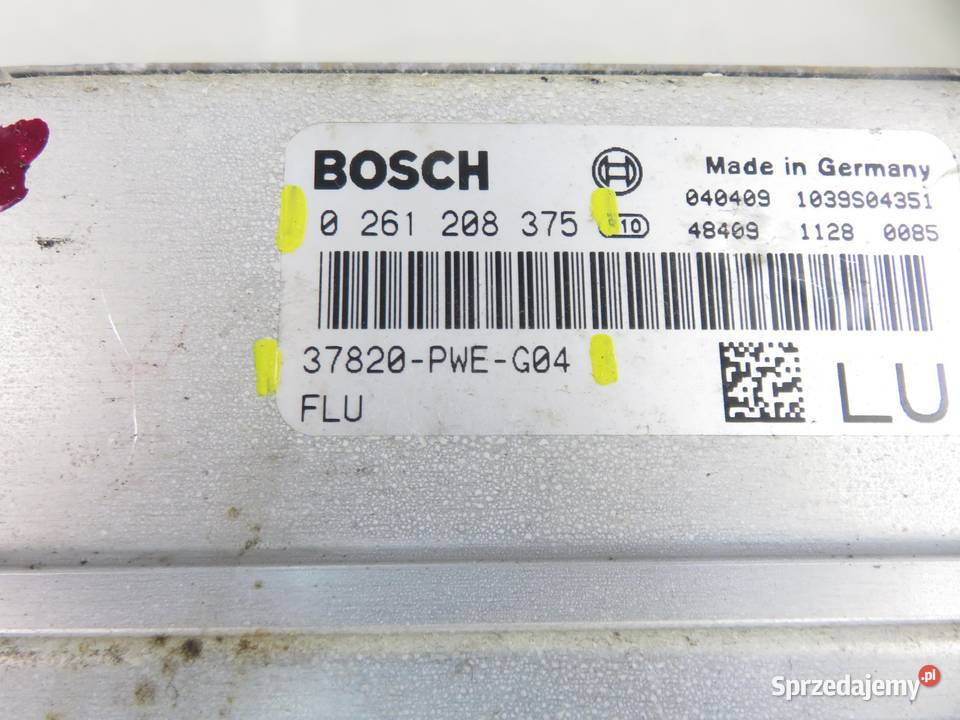 BOSCH Made in Germany
040409 1039S04351
0 261 208 375 10 48409 1128 0085
37820-PWE-G04
FLU LU
Sprzedajemy.pl